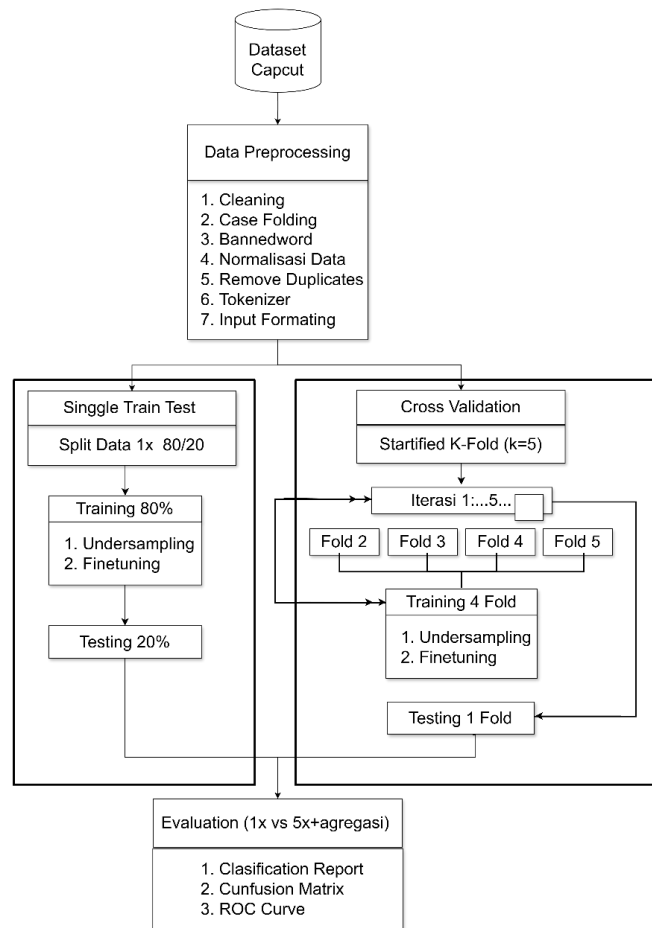 Dataset
Capcut
Data Preprocessing
1. Cleaning
2. Case Folding
3. Bannedword
4. Normalisasi Data
5. Remove Duplicates
6. Tokenizer
7. Input Formating
Singgle Train Test
Split Data 1x 80/20
Training 80%
1. Undersampling
2. Finetuning
Testing 20%
Cross Validation
Startified K-Fold (k=5)
Iterasi 1:...5...
Fold 2
Fold 3
Fold 4
Fold 5
Training 4 Fold
1. Undersampling
2. Finetuning
Testing 1 Fold
Evaluation (1x vs 5x+agregasi)
1. Clasification Report
2. Cunfusion Matrix
3. ROC Curve